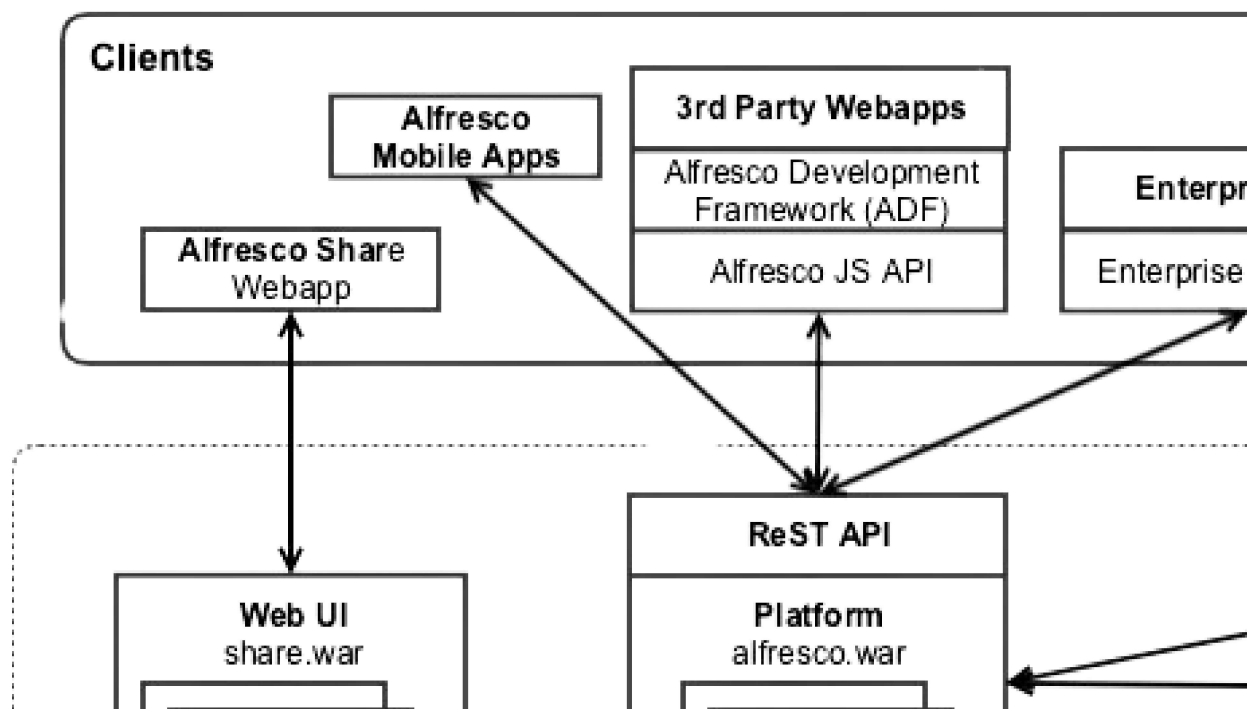 Clients
Alfresco
Mobile Apps
3rd Party Webapps
Alfresco Development
Framework (ADF)
Alfresco JS API
Alfresco Share
Webapp
Enterpr
Enterprise
ReST API
Web UI
share.war
Platform
alfresco.war